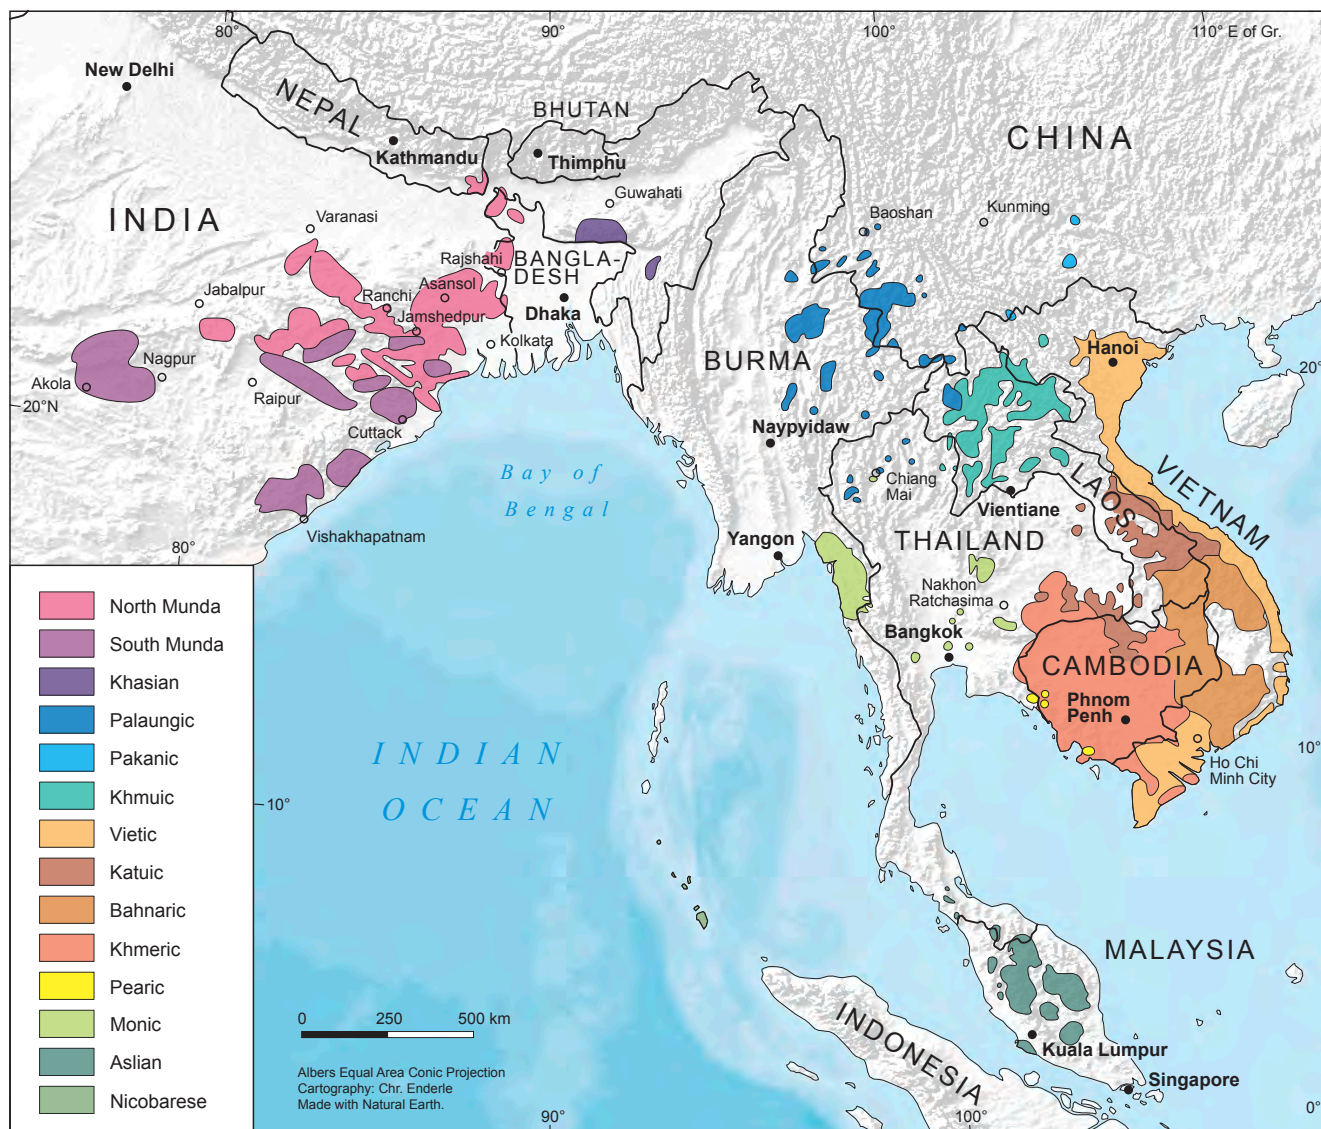 80°
90°
100°
110° E of Gr.
New Delhi
NEPAL
BHUTAN
CHINA
Kathmandu
Thimphu
Guwahati
Baoshan
Kunming
INDIA
Varanasi
Rajshahi
BANGLA-
DESH
Jabalpur
Ranchi
Asansol
Jamshedpur
Dhaka
Kolkata
Hanoi
BURMA
Nagpur
Akola
Raipur
20°
20°N
Cuttack
Naypyidaw
Bay of
Bengal
Chiang
Mai
LAOS
VIETNAM
Vientiane
Vishakhapatnam
80°
Yangon
THAILAND
Nakhon
Ratchasima
Bangkok
CAMBODIA
Phnom
Penh
INDIAN
OCEAN
10°
Ho Chi
Minh City
10°
North Munda
South Munda
Khasian
Palaungic
Pakanic
Khmuic
Vietic
Katuic
Bahnaric
Khmeric
Pearic
Monic
Aslian
Nicobarese
MALAYSIA
INDONESIA
Kuala Lumpur
Singapore
0 250 500 km
Albers Equal Area Conic Projection
Cartography: Chr. Enderle
Made with Natural Earth.
90°
100°
0°